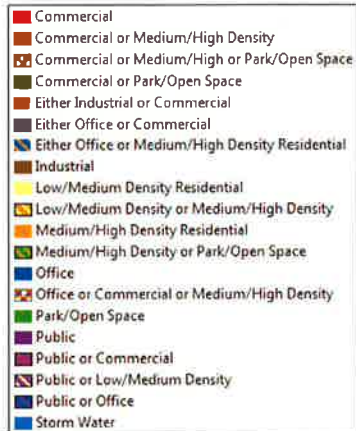 Commercial
Commercial or Medium/High Density
Commercial or Medium/High or Park/Open Space
Commercial or Park/Open Space
Either Industrial or Commercial
Either Office or Commercial
Either Office or Medium/High Density Residential
Industrial
Low/Medium Density Residential
Low/Medium Density or Medium/High Density
Medium/High Density Residential
Medium/High Density or Park/Open Space
Office
Office or Commercial or Medium/High Density
Park/Open Space
Public
Public or Commercial
Public or Low/Medium Density
Public or Office
Storm Water